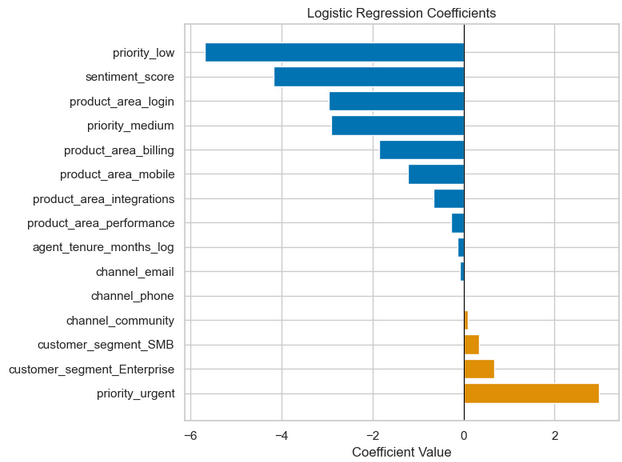 Logistic Regression Coefficients
priority_low
sentiment_score
product_area_login
priority_medium
product_area_billing
product_area_mobile
product_area_integrations
product_area_performance
agent_tenure_months_log
channel_email
channel_phone
channel_community
customer_segment_SMB
customer_segment_Enterprise
priority_urgent
−6 −4 −2 0 2
Coefficient Value